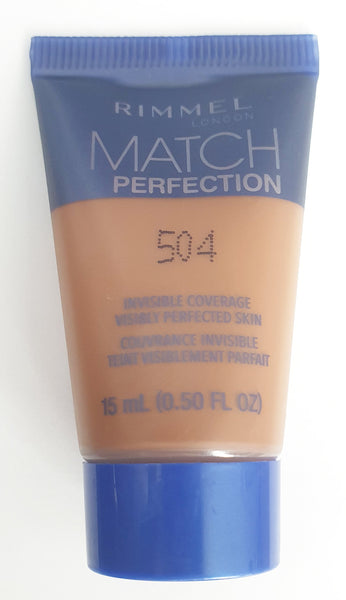 RIMMEL
LONDON
MATCH
PERFECTION
504
INVISIBLE COVERAGE
VISIBLY PERFECTED SKIN
COUVRANCE INVISIBLE
TEINT VISIBLEMENT PARFAIT
15 mL (0.50 FL OZ)